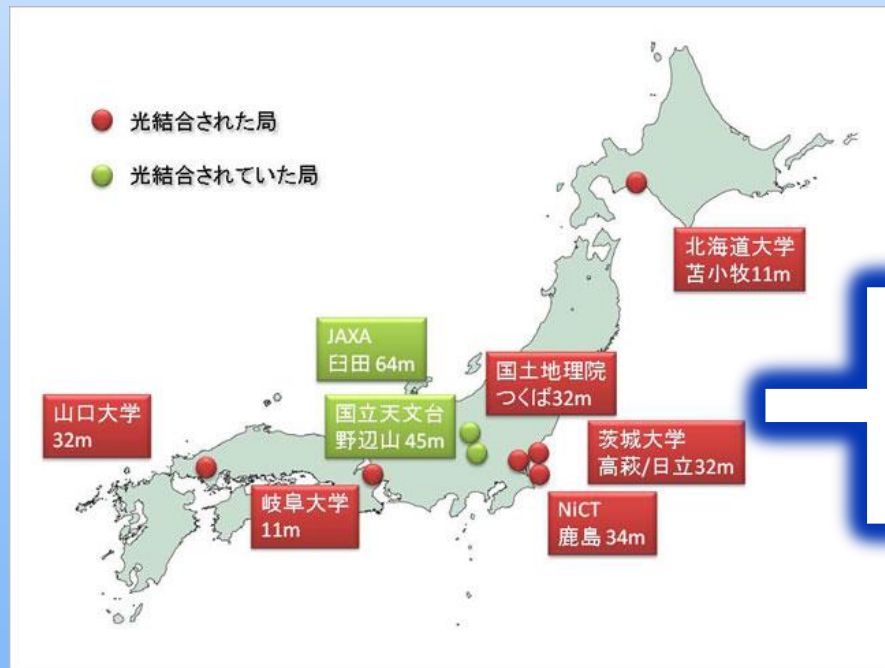 光結合された局
光結合されていた局
北海道大学
苫小牧11m
JAXA
臼田 64m
国土地理院
つくば32m
山口大学
32m
国立天文台
野辺山 45m
茨城大学
高萩/日立32m
岐阜大学
11m
NiCT
鹿島 34m